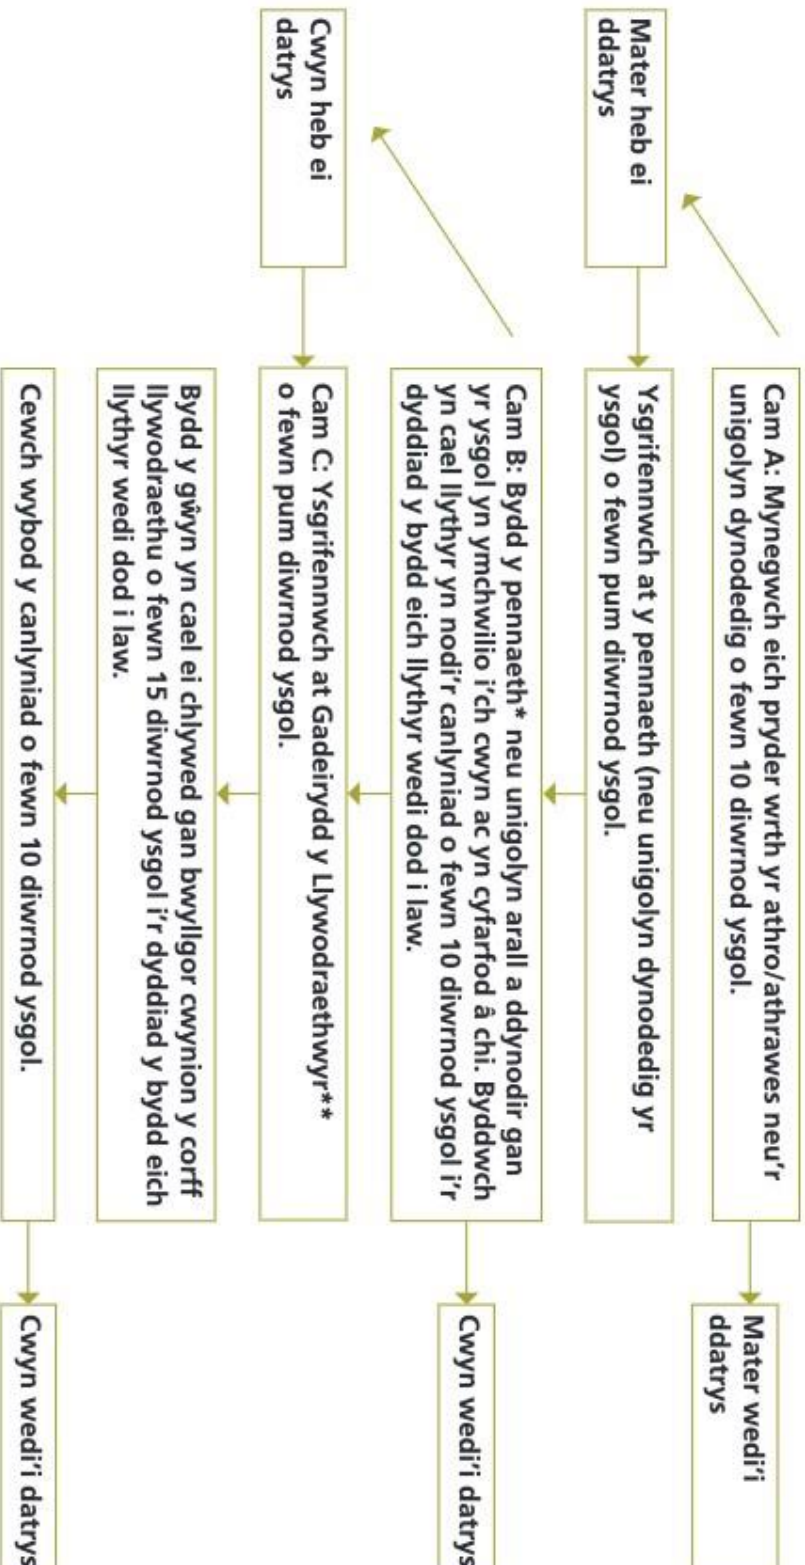 Cam A: Mynegwch eich pryder wrth yr athro/athrawes neu'r
unigolyn dynodedig o fewn 10 diwrnod ysgol.
Mater wedi'i
ddatrys
Mater heb ei
ddatrys
Ysgrifennwch at y pennaeth (neu unigolyn dynodedig yr
ysgol) o fewn pum diwrnod ysgol.
Cam B: Bydd y pennaeth* neu unigolyn arall a ddynodir gan
yr ysgol yn ymchwilio i'ch cwyn ac yn cyfarfod â chi. Byddwch
yn cael llythyr yn nodi'r canlyniad o fewn 10 diwrnod ysgol i'r
dyddiad y bydd eich llythyr wedi dod i law.
Cwyn wedi'i datrys
Cwyn heb ei
datrys
Cam C: Ysgrifennwch at Gadeirydd y Llywodraethwyr**
o fewn pum diwrnod ysgol.
Bydd y gŵyn yn cael ei chlywed gan bwyllgor cwynion y corff
llywodraethu o fewn 15 diwrnod ysgol i'r dyddiad y bydd eich
llythyr wedi dod i law.
Cewch wybod y canlyniad o fewn 10 diwrnod ysgol.
Cwyn wedi'i datrys